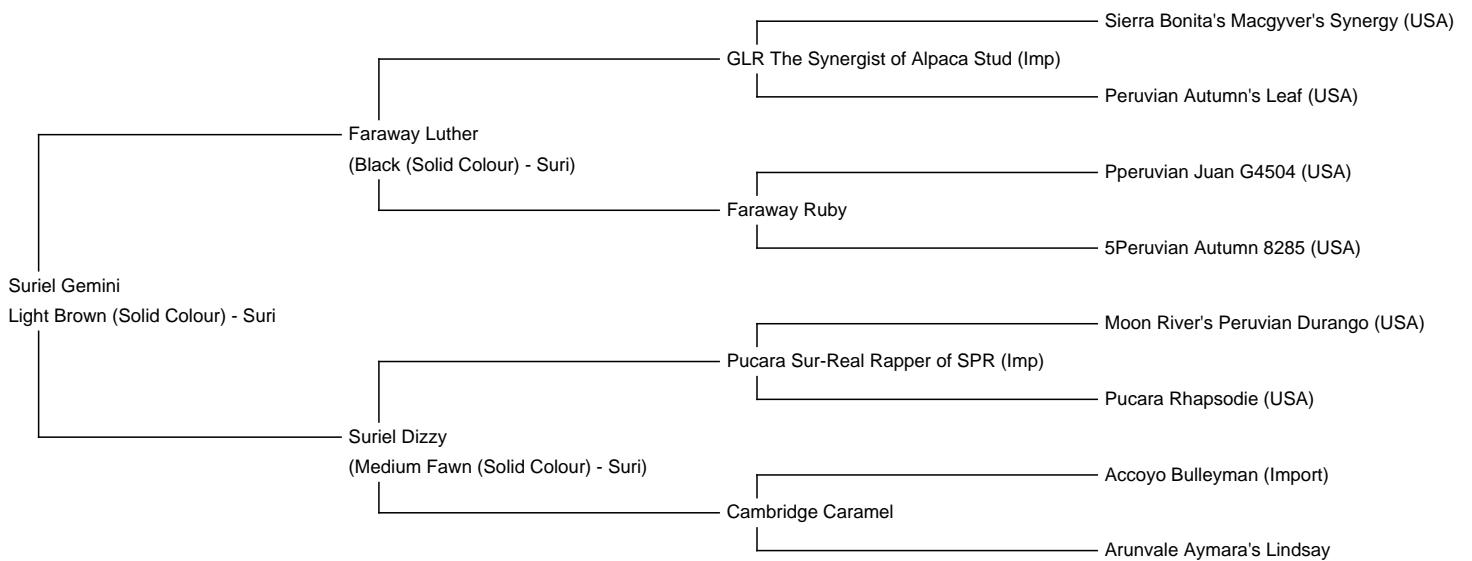 Sierra Bonita's Macgyver's Synergy (USA)
GLR The Synergist of Alpaca Stud (Imp)
Peruvian Autumn's Leaf (USA)
Faraway Luther
(Black (Solid Colour) - Suri)
Pperuvian Juan G4504 (USA)
Faraway Ruby
5Peruvian Autumn 8285 (USA)
Suriel Gemini
Light Brown (Solid Colour) - Suri
Moon River's Peruvian Durango (USA)
Pucara Sur-Real Rapper of SPR (Imp)
Pucara Rhapsodie (USA)
Suriel Dizzy
(Medium Fawn (Solid Colour) - Suri)
Accoyo Bulleyman (Import)
Cambridge Caramel
Arunvale Aymara's Lindsay